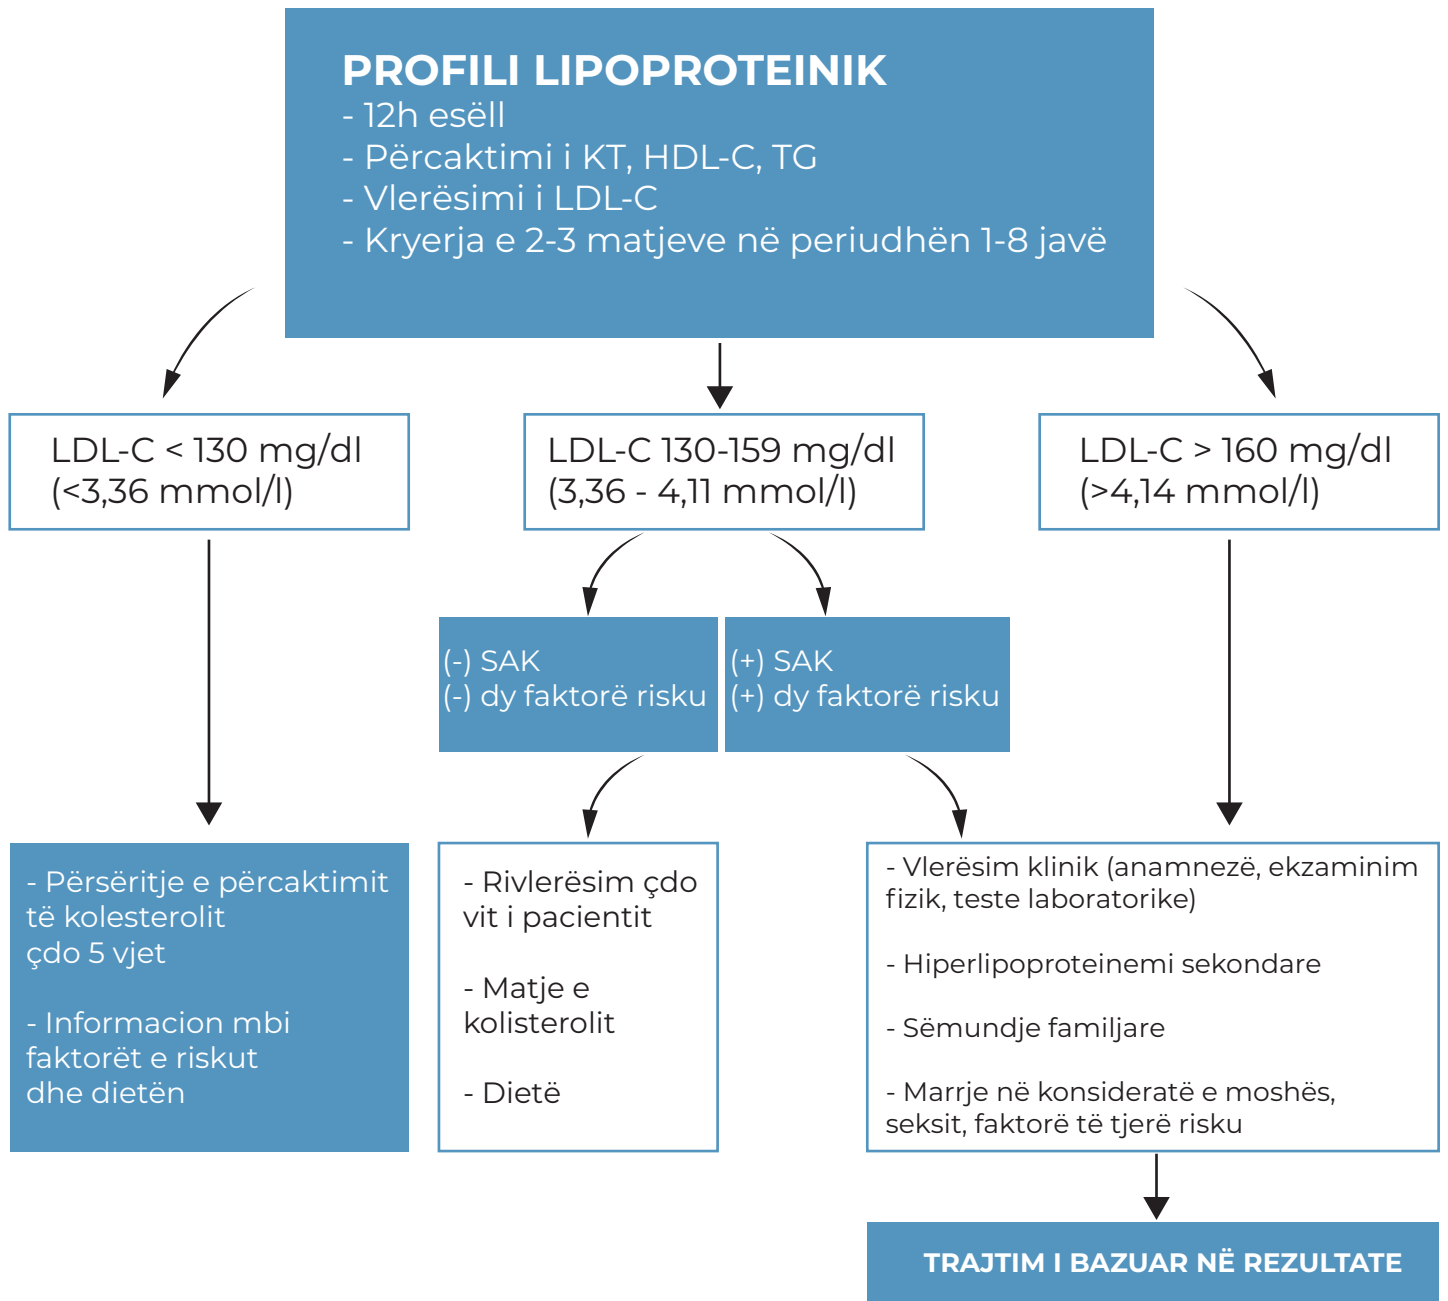 PROFILI LIPOPROTEINIK
- 12h esëll
- Përcaktimi i KT, HDL-C, TG
- Vlerësimi i LDL-C
- Kryerja e 2-3 matjeve në periudhën 1-8 javë
LDL-C < 130 mg/dl
(<3,36 mmol/l)
LDL-C 130-159 mg/dl
(3,36 - 4,11 mmol/l)
LDL-C > 160 mg/dl
(>4,14 mmol/l)
(-) SAK
(-) dy faktorë risku
(+) SAK
(+) dy faktorë risku
- Përsëritje e përcaktimit
të kolesterolit
çdo 5 vjet
- Informacion mbi
faktorët e riskut
dhe dietën
- Rivlerësim çdo
vit i pacientit
- Matje e
kolisterolit
- Dietë
- Vlerësim klinik (anamnezë, ekzaminim
fizik, teste laboratorike)
- Hiperlipoproteinemi sekondare
- Sëmundje familjare
- Marrje në konsideratë e moshës,
seksit, faktorë të tjerë risku
TRAJTIM I BAZUAR NË REZULTATE